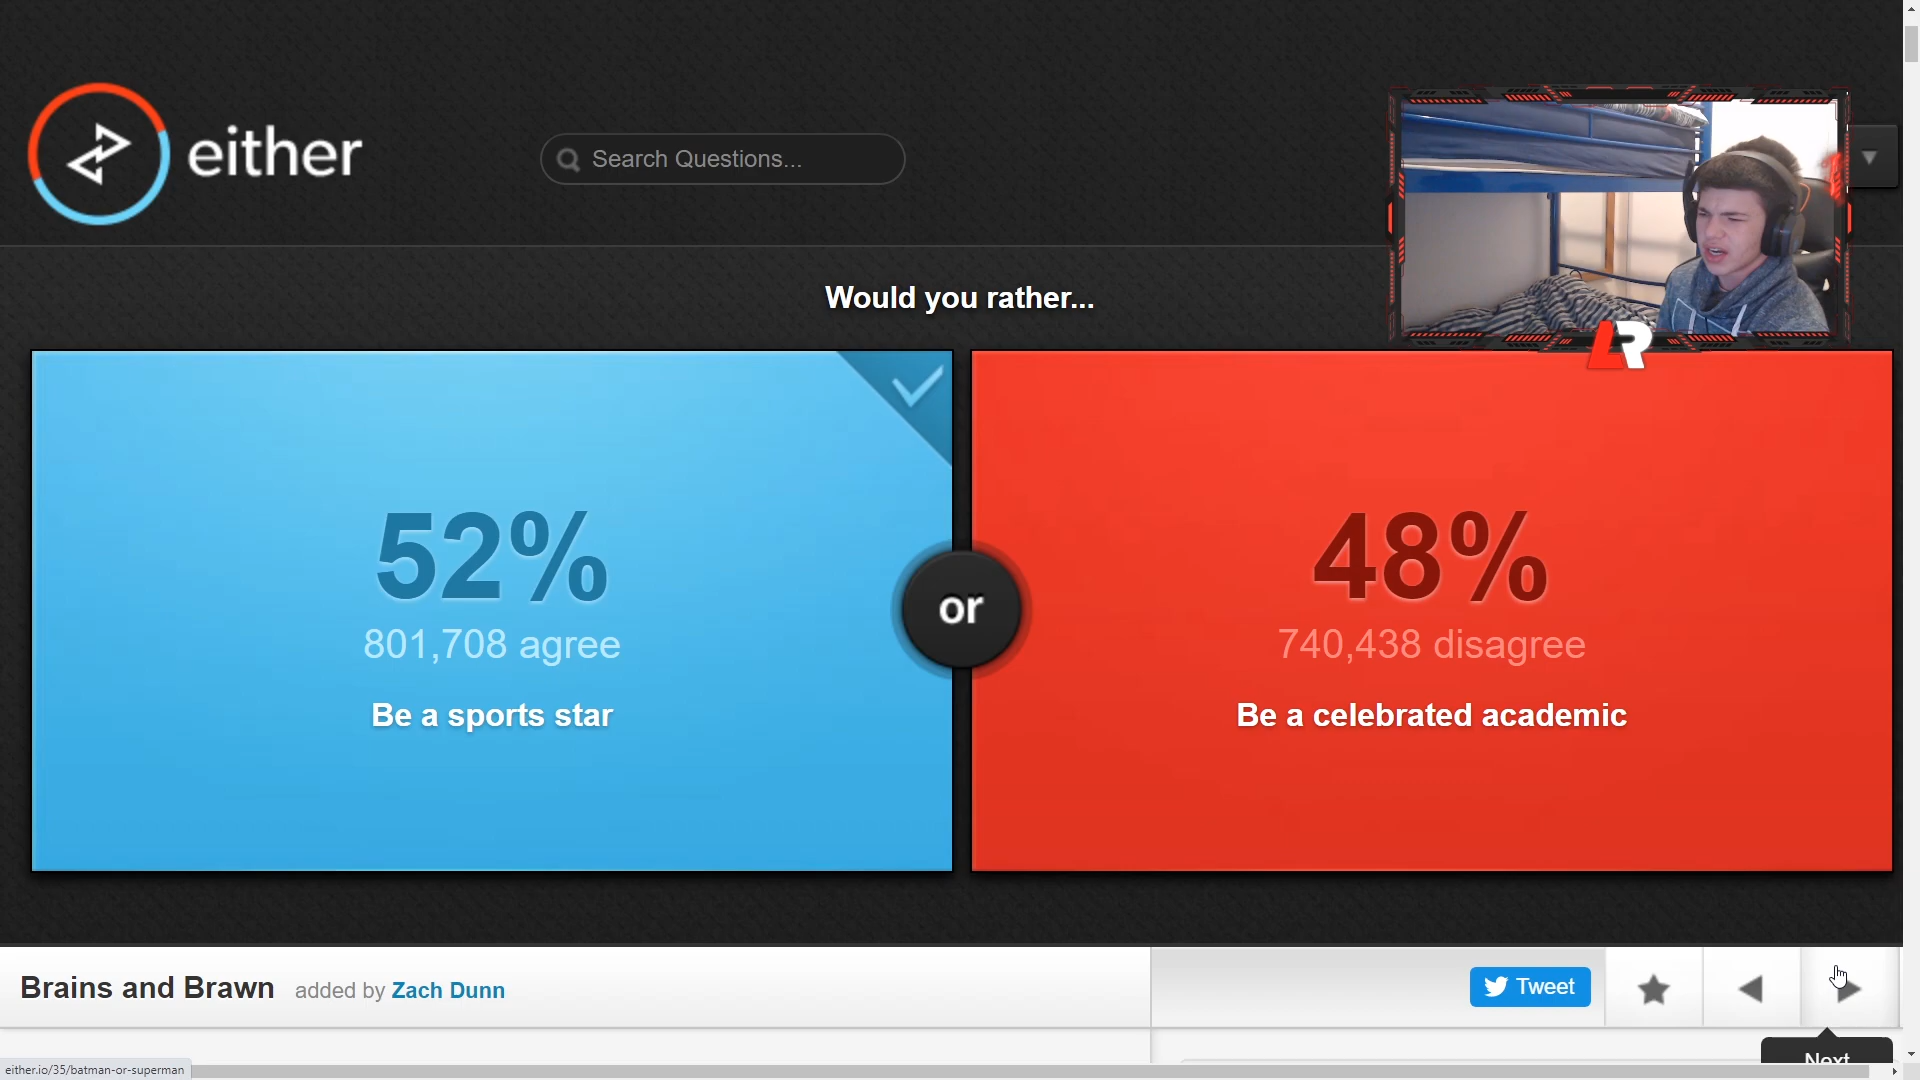 either
Search Questions...
Would you rather...
52%
801,708 agree
Be a sports star
or
48%
740,438 disagree
Be a celebrated academic
LR
Brains and Brawn added by Zach Dunn
Tweet
Next
either.io/35/batman-or-superman